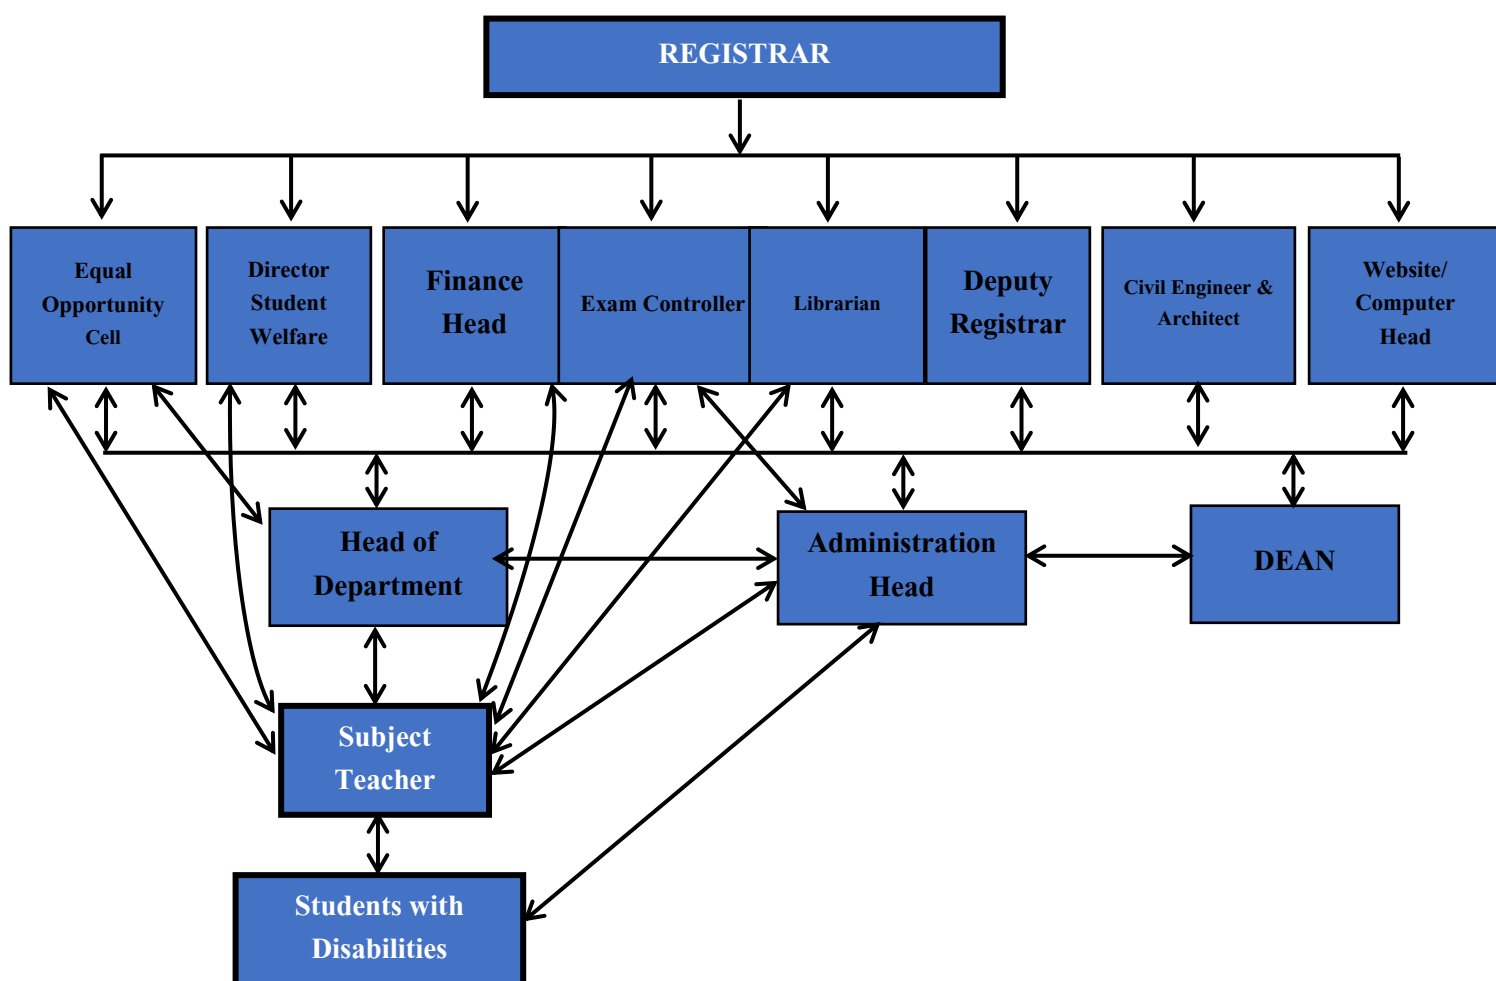 REGISTRAR
Equal
Opportunity
Cell
Director
Student
Welfare
Finance
Head
Exam Controller
Librarian
Deputy
Registrar
Civil Engineer &
Architect
Website/
Computer
Head
Head of
Department
Administration
Head
DEAN
Subject
Teacher
Students with
Disabilities